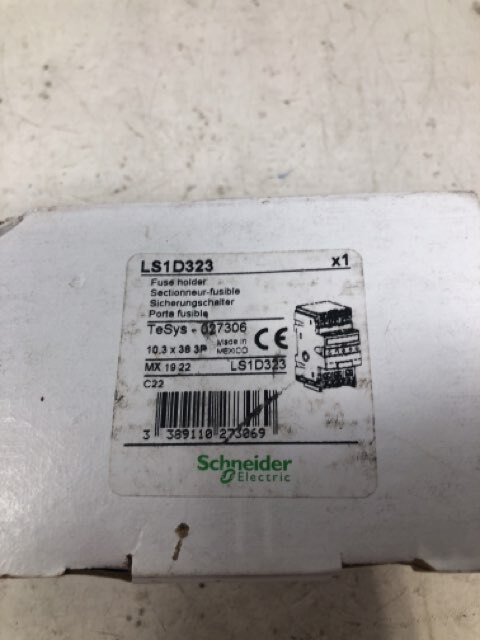 LS1D323 x1
Fuse holder
Sectionneur-fusible
Sicherungschalter
Porta fusible
TeSys - 027306
10,3 x 38 3P Made in MEXICO CE
MX 19 22 LS1D323
C22
3 389110 273069
Schneider
Electric